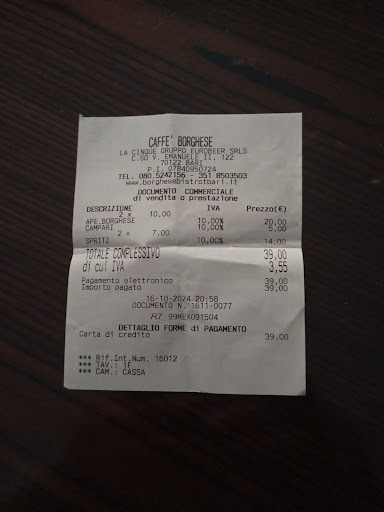 CAFFE' BORGHESE
LA CINQUE GRUPPO EUROBEER SRLS
C.SO V. EMANUELE II, 122
70122 BARI
P.I. 07840950724
TEL. 080.5242156 - 351 8503503
www.borghesebistrotbari.it
DOCUMENTO COMMERCIALE
di vendita o prestazione
DESCRIZIONE IVA Prezzo(€)
2 x 10,00
APE.BORGHESE 10,00% 20,00
CAMPARI 10,00% 5,00
2 x 7,00
SPRITZ 10,00% 14,00
TOTALE COMPLESSIVO 39,00
di cui IVA 3,55
Pagamento elettronico 39,00
Importo pagato 39,00
16-10-2024 20:58
DOCUMENTO N. 1611-0077
RT 99MEX091504
DETTAGLIO FORME di PAGAMENTO
Carta di credito 39,00
*** Rif.Int.Num. 16012
*** TAV.: 1F
*** CAM.: CASSA